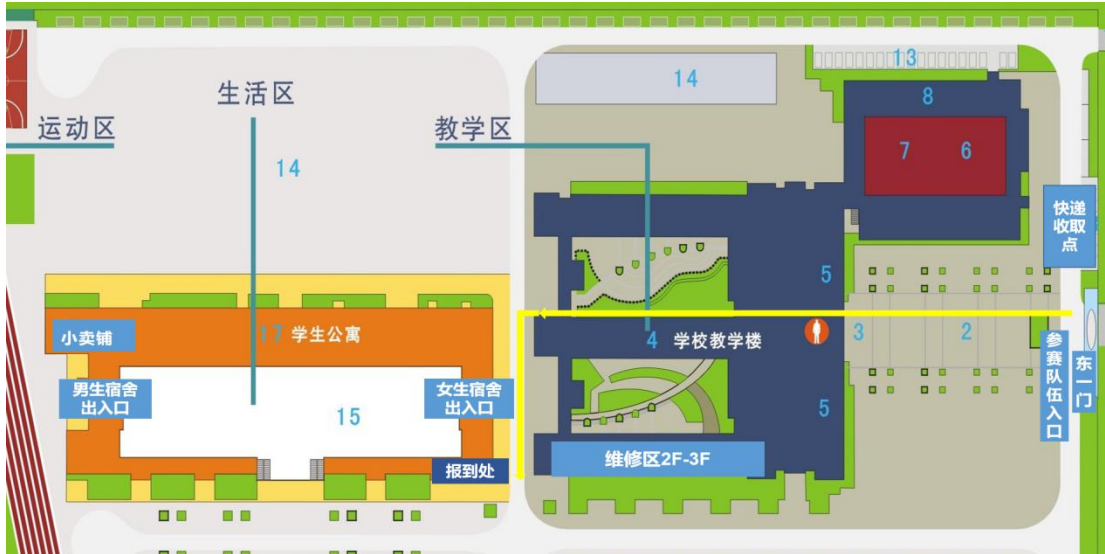 13
14
8
生活区
运动区
教学区
7
6
14
快递
收取
点
5
小卖铺
17
学生公寓
4
学校教学楼
3
2
参
赛
队
伍
入
口
东
一
门
男生宿舍
出入口
女生宿舍
出入口
15
5
维修区2F-3F
报到处